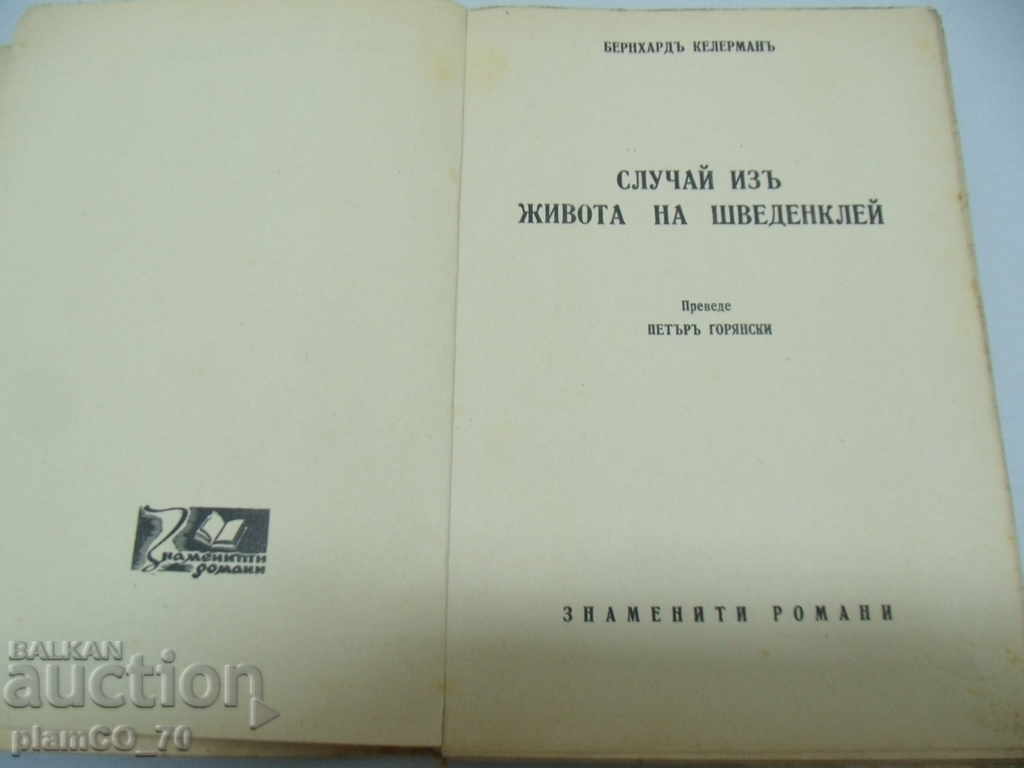 БЕРНХАРДЪ КЕЛЕРМАНЪ
СЛУЧАЙ ИЗЪ
ЖИВОТА НА ШВЕДЕНКЛЕЙ
Преведе
ПЕТЪРЪ ГОРЯНСКИ
ЗНАМЕНИТИ РОМАНИ
Знаменити
романи
BALKAN
auction
plamCO_70